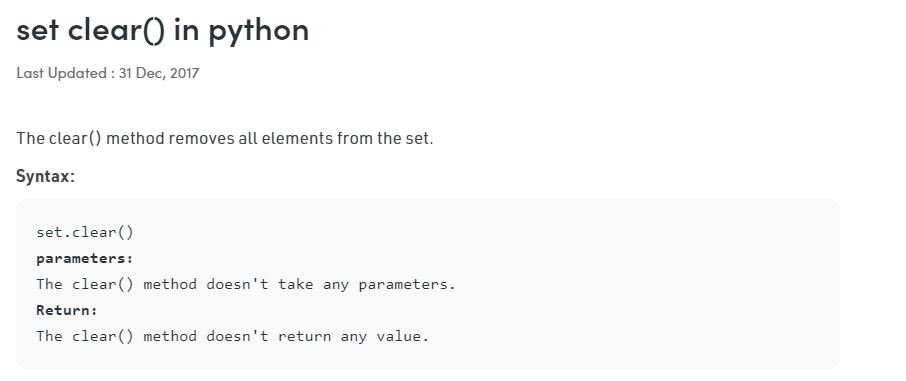 set clear() in python
Last Updated : 31 Dec, 2017
The clear() method removes all elements from the set.
Syntax:
set.clear()
parameters:
The clear() method doesn't take any parameters.
Return:
The clear() method doesn't return any value.